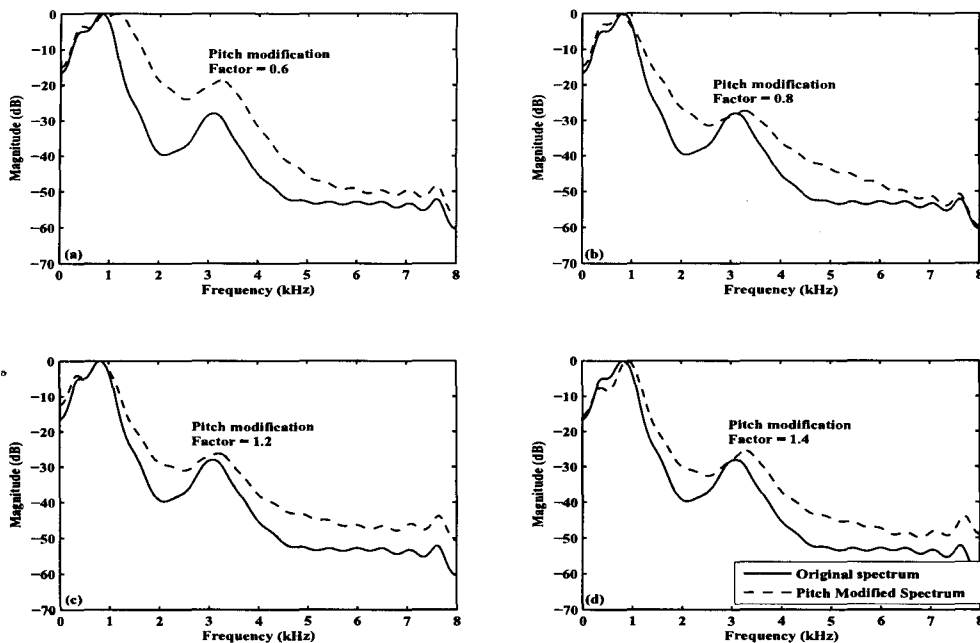 0
−10
−20
−30
−40
−50
−60
−70
Magnitude (dB)
Pitch modification
Factor = 0.6
(a)
0 1 2 3 4 5 6 7 8
Frequency (kHz)
0
−10
−20
−30
−40
−50
−60
−70
Magnitude (dB)
Pitch modification
Factor = 0.8
(b)
0 1 2 3 4 5 6 7 8
Frequency (kHz)
0
−10
−20
−30
−40
−50
−60
−70
Magnitude (dB)
Pitch modification
Factor = 1.2
(c)
0 1 2 3 4 5 6 7 8
Frequency (kHz)
0
−10
−20
−30
−40
−50
−60
−70
Magnitude (dB)
Pitch modification
Factor = 1.4
Original spectrum
Pitch Modified Spectrum
(d)
0 1 2 3 4 5 6 7 8
Frequency (kHz)